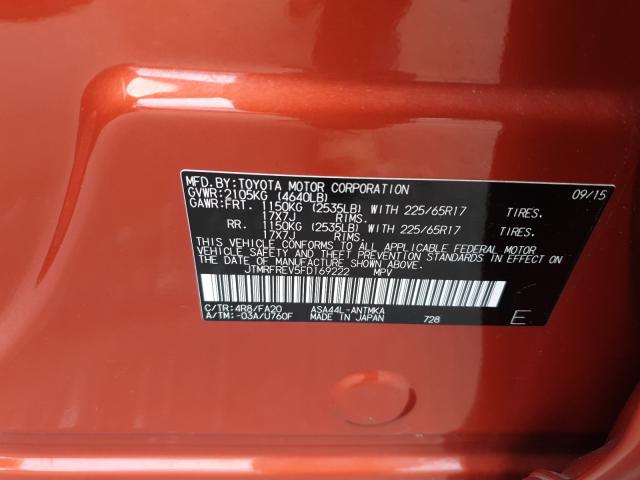 MFD. BY: TOYOTA MOTOR CORPORATION 09/15
GVWR: 2105KG (4640LB)
GAWR: FRT. 1150KG (2535LB) WITH 225/65R17 TIRES.
17X7J RIMS.
RR. 1150KG (2535LB) WITH 225/65R17 TIRES.
17X7J RIMS.
THIS VEHICLE CONFORMS TO ALL APPLICABLE FEDERAL MOTOR
VEHICLE SAFETY AND THEFT PREVENTION STANDARDS IN EFFECT ON
THE DATE OF MANUFACTURE SHOWN ABOVE.
JTMRFREV5FD169222 MPV
C/TR: 4R8/FA20 ASA44L-ANTMKA
A/TM: -03A/U760F MADE IN JAPAN 728 E